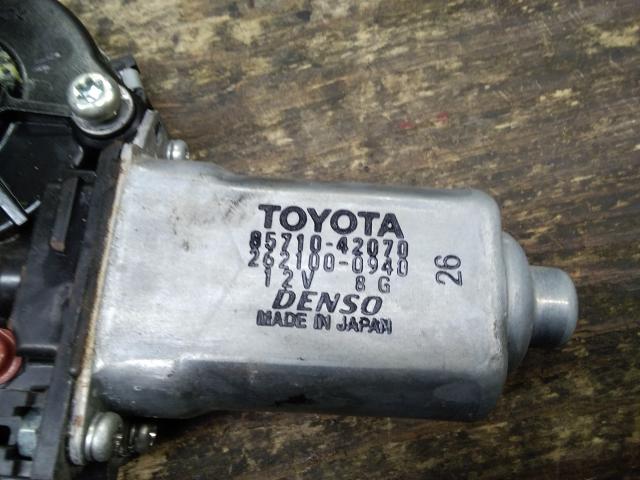 TOYOTA
85710-42070
262100-0940
12V 8G
DENSO
MADE IN JAPAN
26